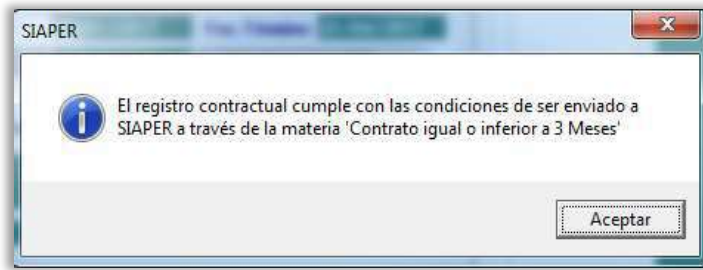 SIAPER
El registro contractual cumple con las condiciones de ser enviado a
SIAPER a través de la materia 'Contrato igual o inferior a 3 Meses'
Aceptar